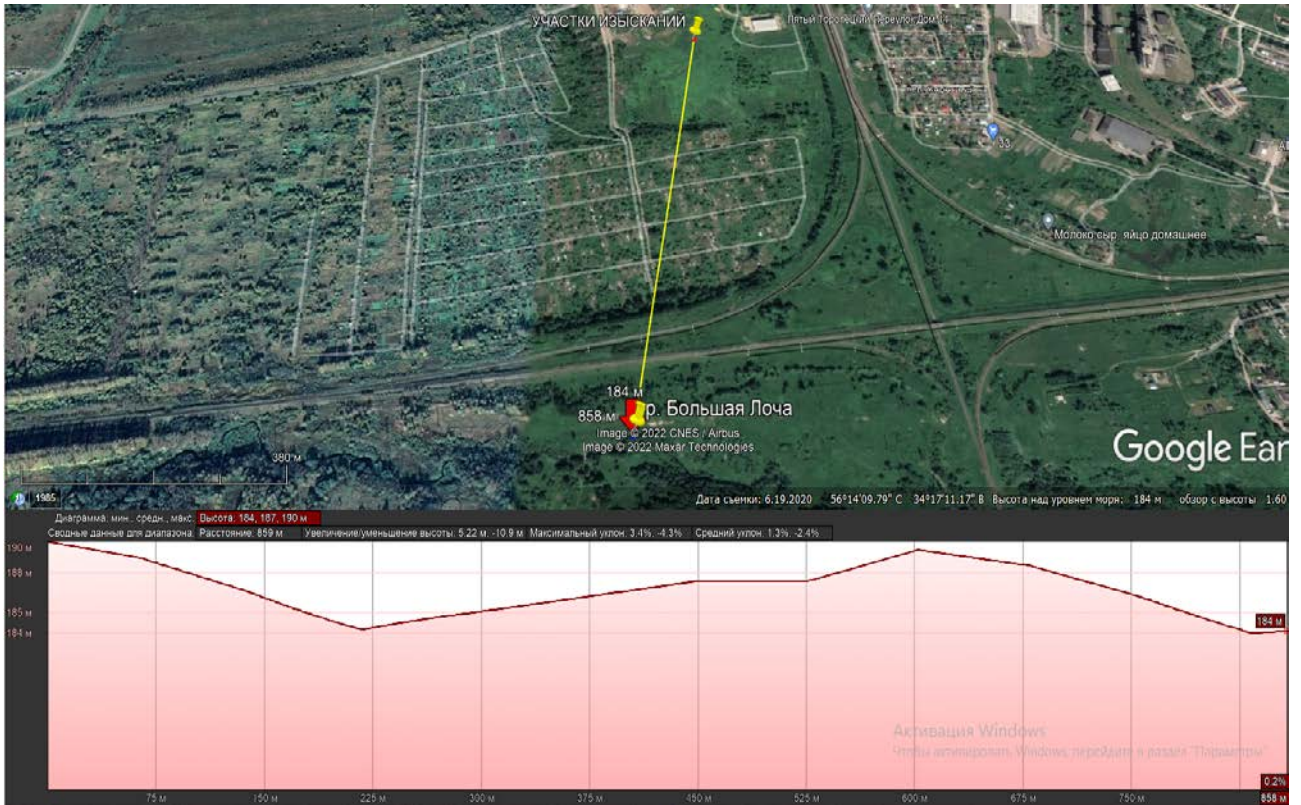 УЧАСТКИ ИЗЫСКАНИЙ
Пятый Торопецкий Переулок Дом 14
33
Молоко сыр, яйцо домашнее
184 м
858 м
р. Большая Лоча
Image © 2022 CNES / Airbus
Image © 2022 Maxar Technologies
Google Ear
380 м
1985
Дата съемки: 6.19.2020 56°14'09.79" С 34°17'11.17" В Высота над уровнем моря: 184 м обзор с высоты 1.60
Диаграмма: мин., средн., макс. Высота: 184, 187, 190 м
Сводные данные для диапазона: Расстояние: 859 м Увеличение/уменьшение высоты: 5.22 м, -10.9 м Максимальный уклон: 3.4%, -4.3% Средний уклон: 1.3%, -2.4%
190 м
188 м
185 м
184 м
184 м
Активация Windows
Чтобы активировать Windows, перейдите в раздел "Параметры"
0.2%
75 м 150 м 225 м 300 м 375 м 450 м 525 м 600 м 675 м 750 м 858 м